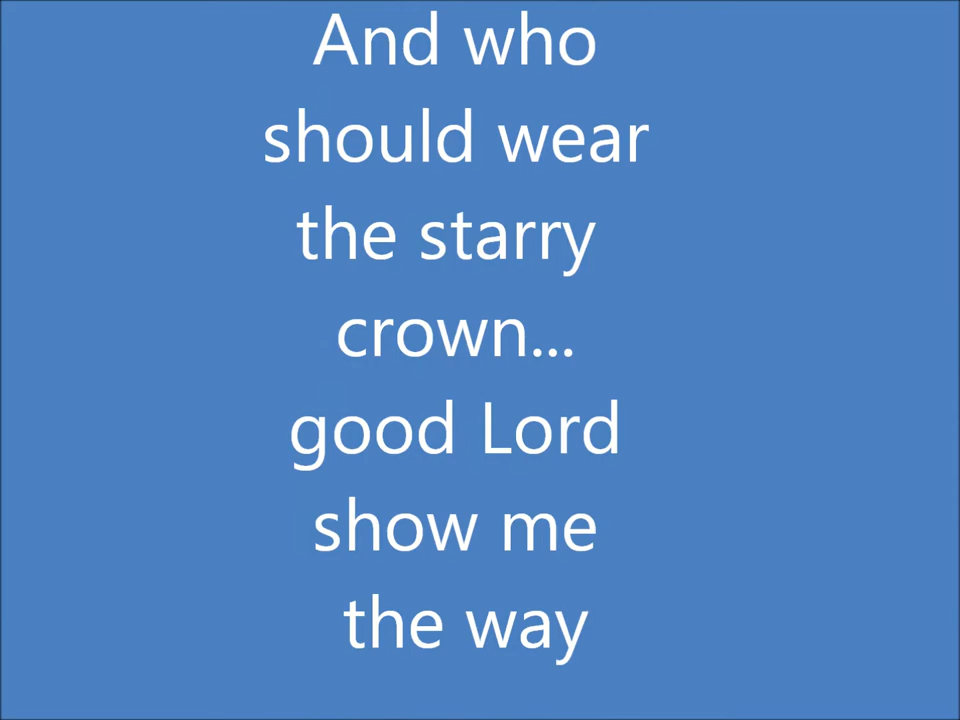 And who
should wear
the starry
crown...
good Lord
show me
the way